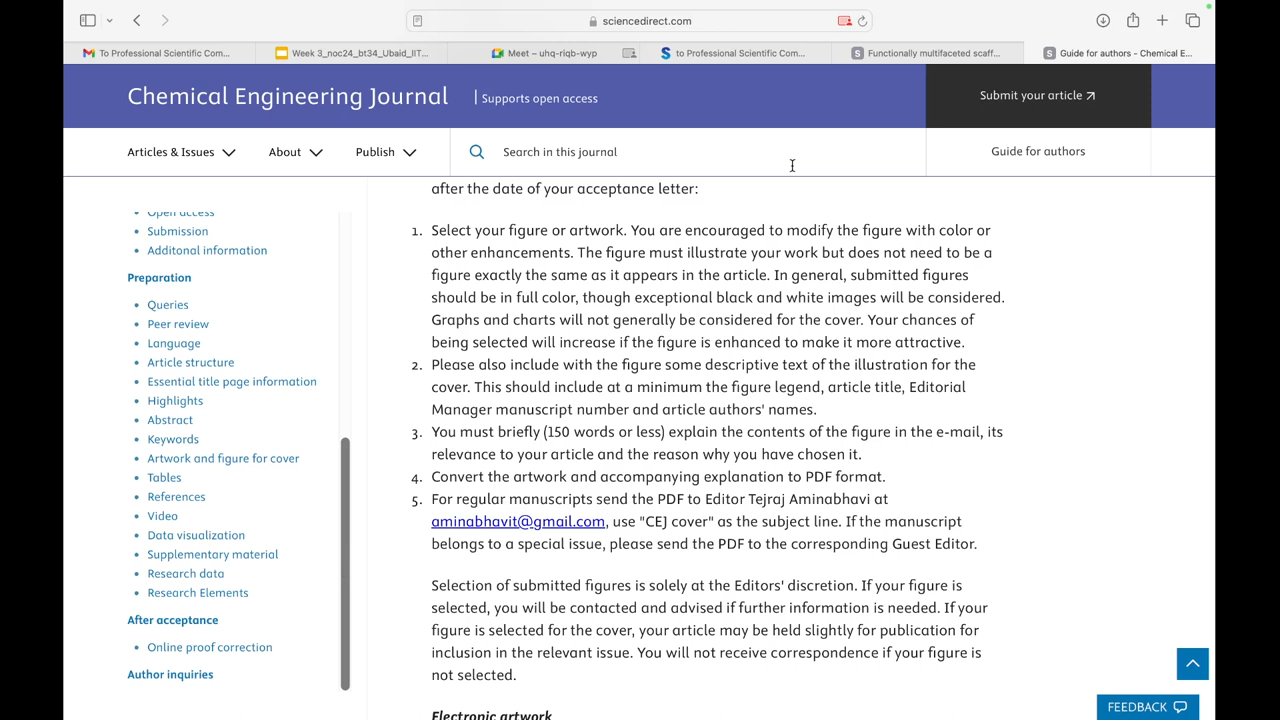 sciencedirect.com
To Professional Scientific Com...
Week 3_noc24_bt34_Ubaid_IIT...
Meet – uhq-riqb-wyp
to Professional Scientific Com...
Functionally multifaceted scaff...
Guide for authors - Chemical E...
Chemical Engineering Journal
Supports open access
Submit your article
Articles & Issues
About
Publish
Search in this journal
Guide for authors
Open access
Submission
Additonal information
Preparation
Queries
Peer review
Language
Article structure
Essential title page information
Highlights
Abstract
Keywords
Artwork and figure for cover
Tables
References
Video
Data visualization
Supplementary material
Research data
Research Elements
After acceptance
Online proof correction
Author inquiries
after the date of your acceptance letter:
1. Select your figure or artwork. You are encouraged to modify the figure with color or
other enhancements. The figure must illustrate your work but does not need to be a
figure exactly the same as it appears in the article. In general, submitted figures
should be in full color, though exceptional black and white images will be considered.
Graphs and charts will not generally be considered for the cover. Your chances of
being selected will increase if the figure is enhanced to make it more attractive.
2. Please also include with the figure some descriptive text of the illustration for the
cover. This should include at a minimum the figure legend, article title, Editorial
Manager manuscript number and article authors' names.
3. You must briefly (150 words or less) explain the contents of the figure in the e-mail, its
relevance to your article and the reason why you have chosen it.
4. Convert the artwork and accompanying explanation to PDF format.
5. For regular manuscripts send the PDF to Editor Tejraj Aminabhavi at
aminabhavit@gmail.com, use "CEJ cover" as the subject line. If the manuscript
belongs to a special issue, please send the PDF to the corresponding Guest Editor.
Selection of submitted figures is solely at the Editors' discretion. If your figure is
selected, you will be contacted and advised if further information is needed. If your
figure is selected for the cover, your article may be held slightly for publication for
inclusion in the relevant issue. You will not receive correspondence if your figure is
not selected.
Electronic artwork
FEEDBACK